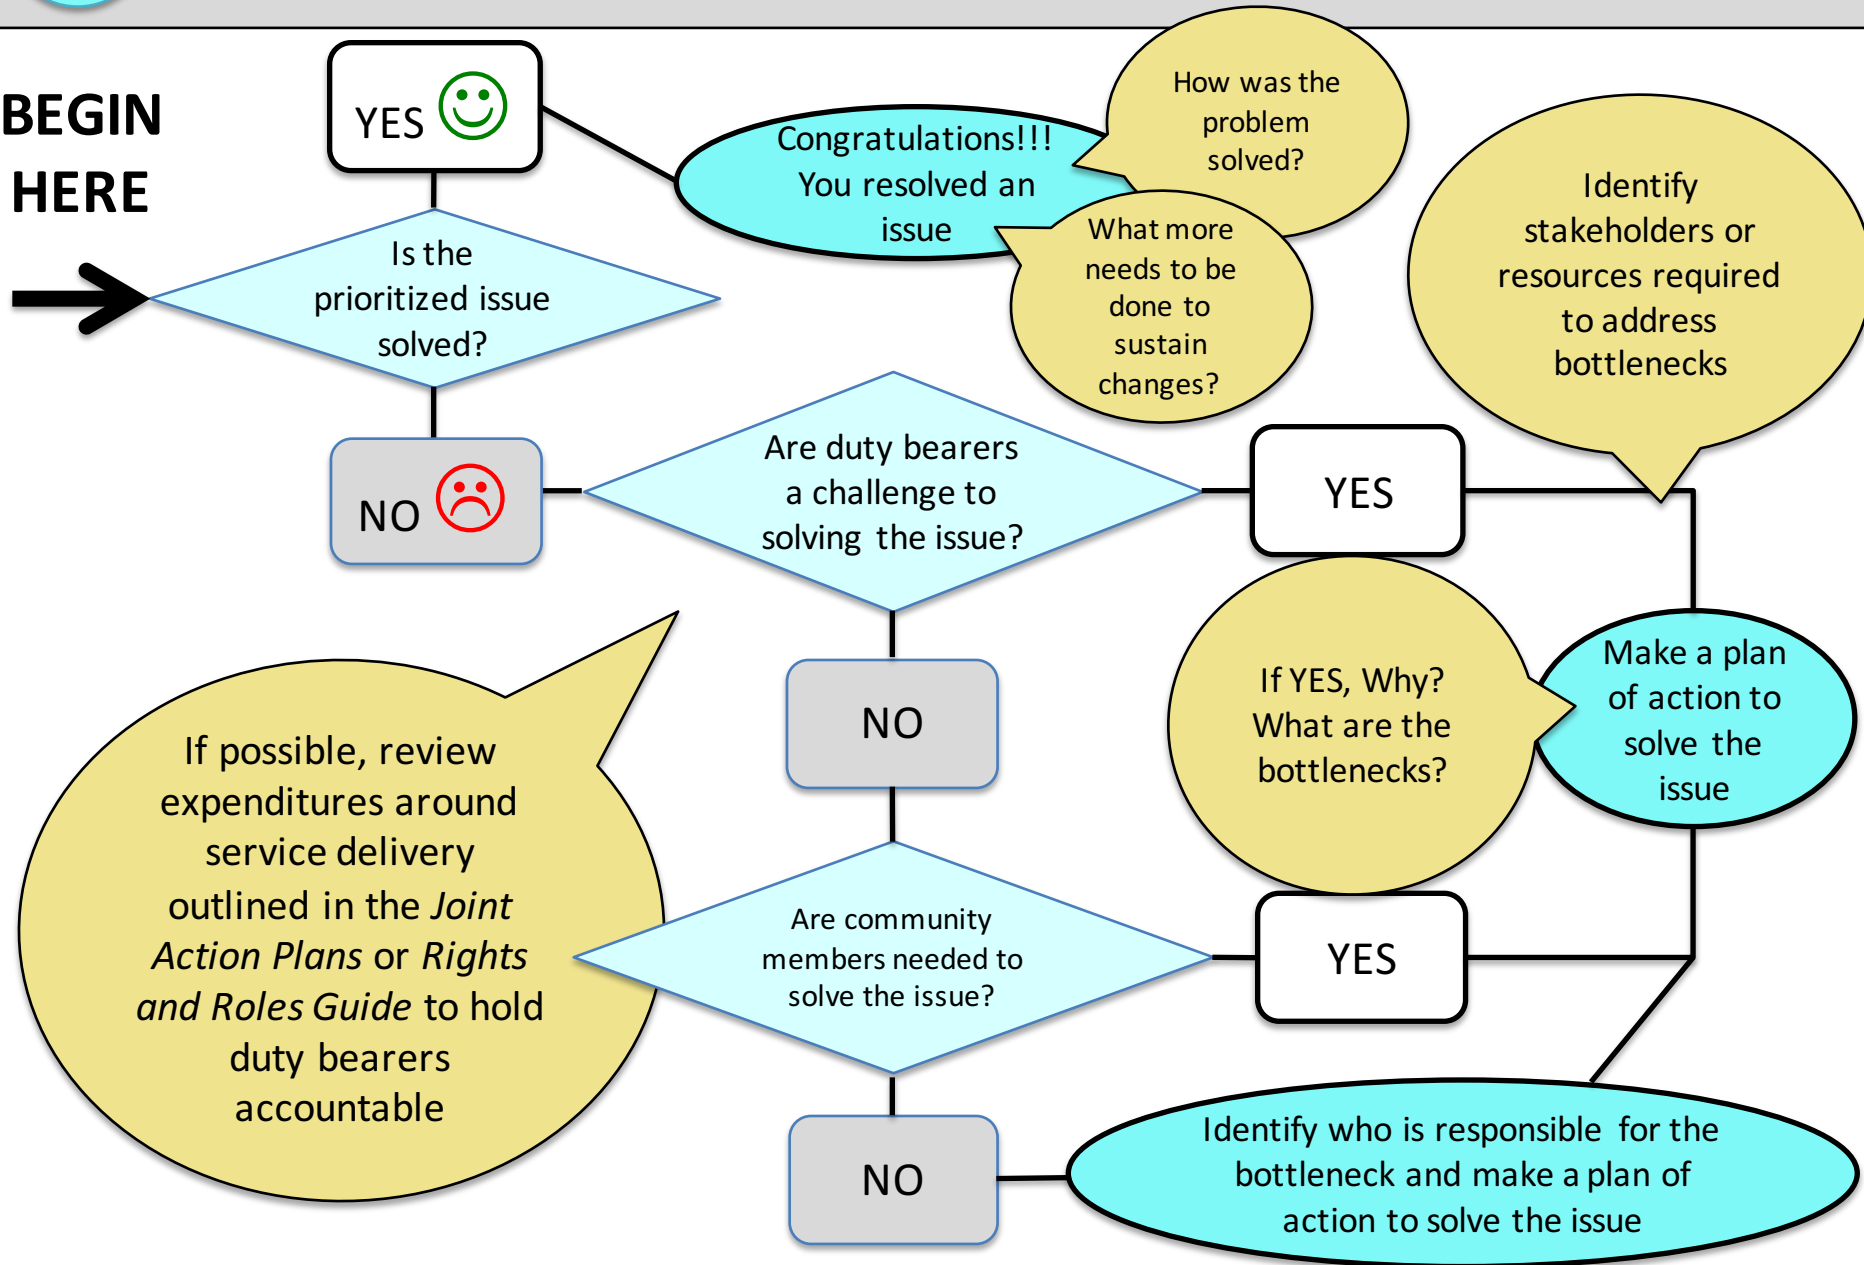 BEGIN
HERE
YES
Is the
prioritized issue
solved?
NO
Congratulations!!!
You resolved an
issue
How was the
problem
solved?
What more
needs to be
done to
sustain
changes?
Identify
stakeholders or
resources required
to address
bottlenecks
Are duty bearers
a challenge to
solving the issue?
YES
If YES, Why?
What are the
bottlenecks?
Make a plan
of action to
solve the
issue
NO
If possible, review
expenditures around
service delivery
outlined in the Joint
Action Plans or Rights
and Roles Guide to hold
duty bearers
accountable
Are community
members needed to
solve the issue?
YES
NO
Identify who is responsible for the
bottleneck and make a plan of
action to solve the issue